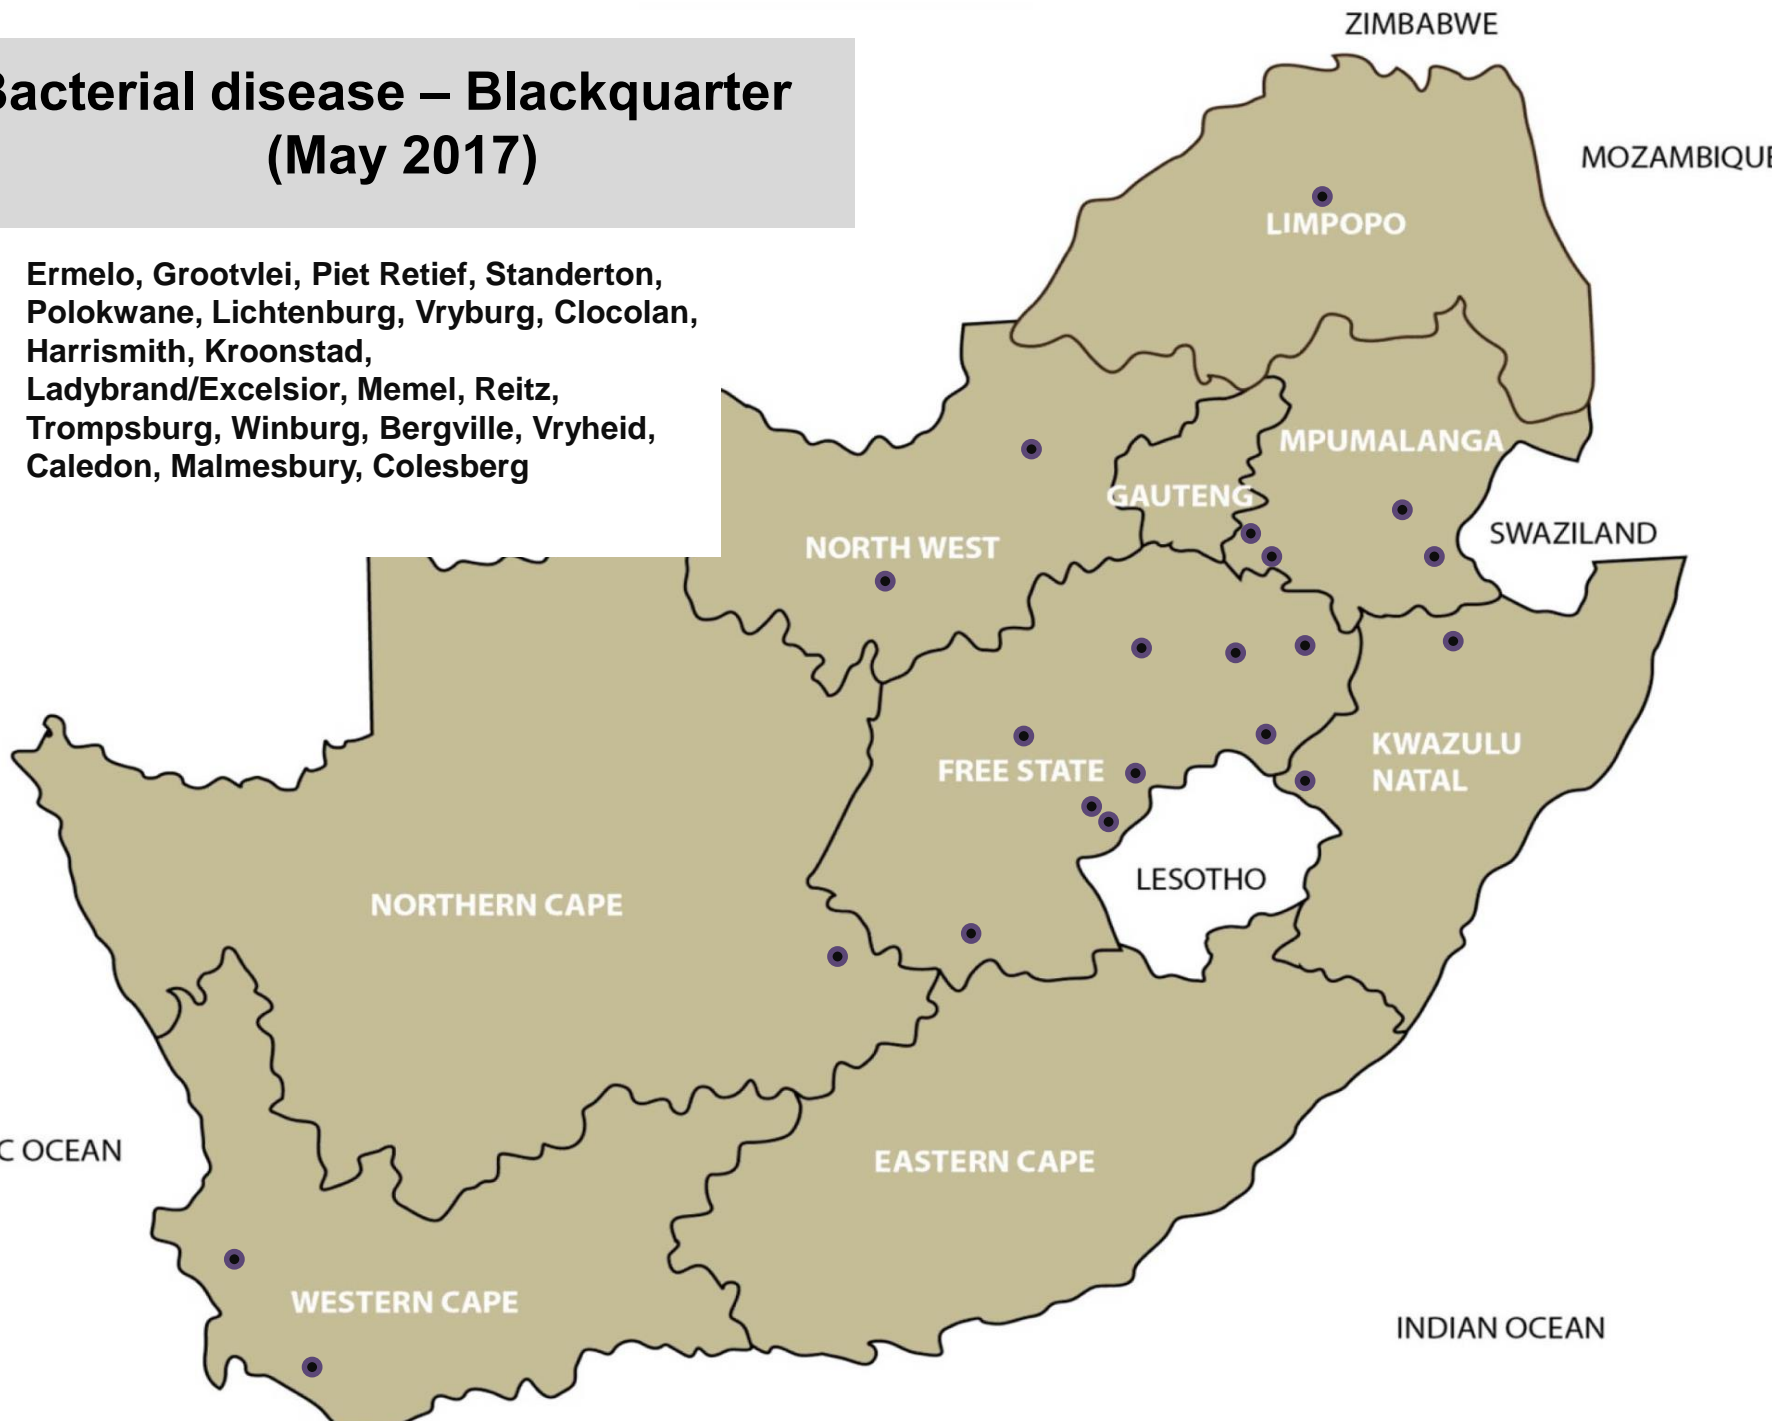 Bacterial disease – Blackquarter
(May 2017)
Ermelo, Grootvlei, Piet Retief, Standerton,
Polokwane, Lichtenburg, Vryburg, Clocolan,
Harrismith, Kroonstad,
Ladybrand/Excelsior, Memel, Reitz,
Trompsburg, Winburg, Bergville, Vryheid,
Caledon, Malmesbury, Colesberg
ZIMBABWE
MOZAMBIQUE
LIMPOPO
MPUMALANGA
GAUTENG
SWAZILAND
NORTH WEST
KWAZULU
NATAL
FREE STATE
LESOTHO
NORTHERN CAPE
C OCEAN
EASTERN CAPE
WESTERN CAPE
INDIAN OCEAN